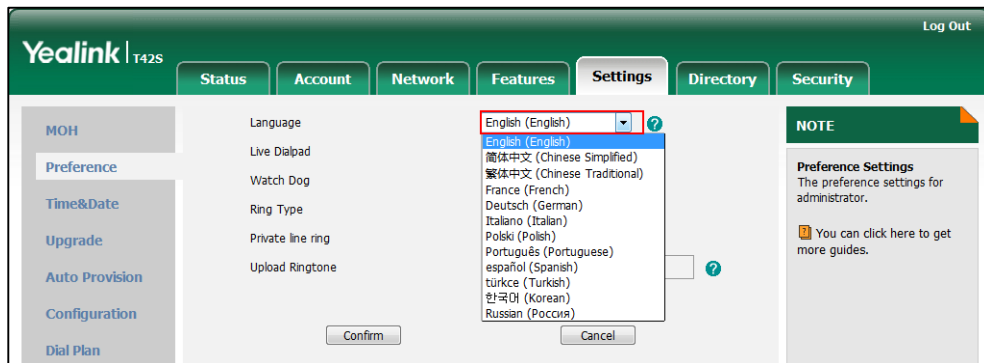 Log Out
Yealink | T42S
Status Account Network Features Settings Directory Security
MOH
Preference
Time&Date
Upgrade
Auto Provision
Configuration
Dial Plan
Language English (English)
Live Dialpad
Watch Dog
Ring Type
Private line ring
Upload Ringtone
English (English)
简体中文 (Chinese Simplified)
繁体中文 (Chinese Traditional)
France (French)
Deutsch (German)
Italiano (Italian)
Polski (Polish)
Português (Portuguese)
español (Spanish)
türkce (Turkish)
한국어 (Korean)
Russian (Россия)
Confirm Cancel
NOTE
Preference Settings
The preference settings for
administrator.
You can click here to get
more guides.